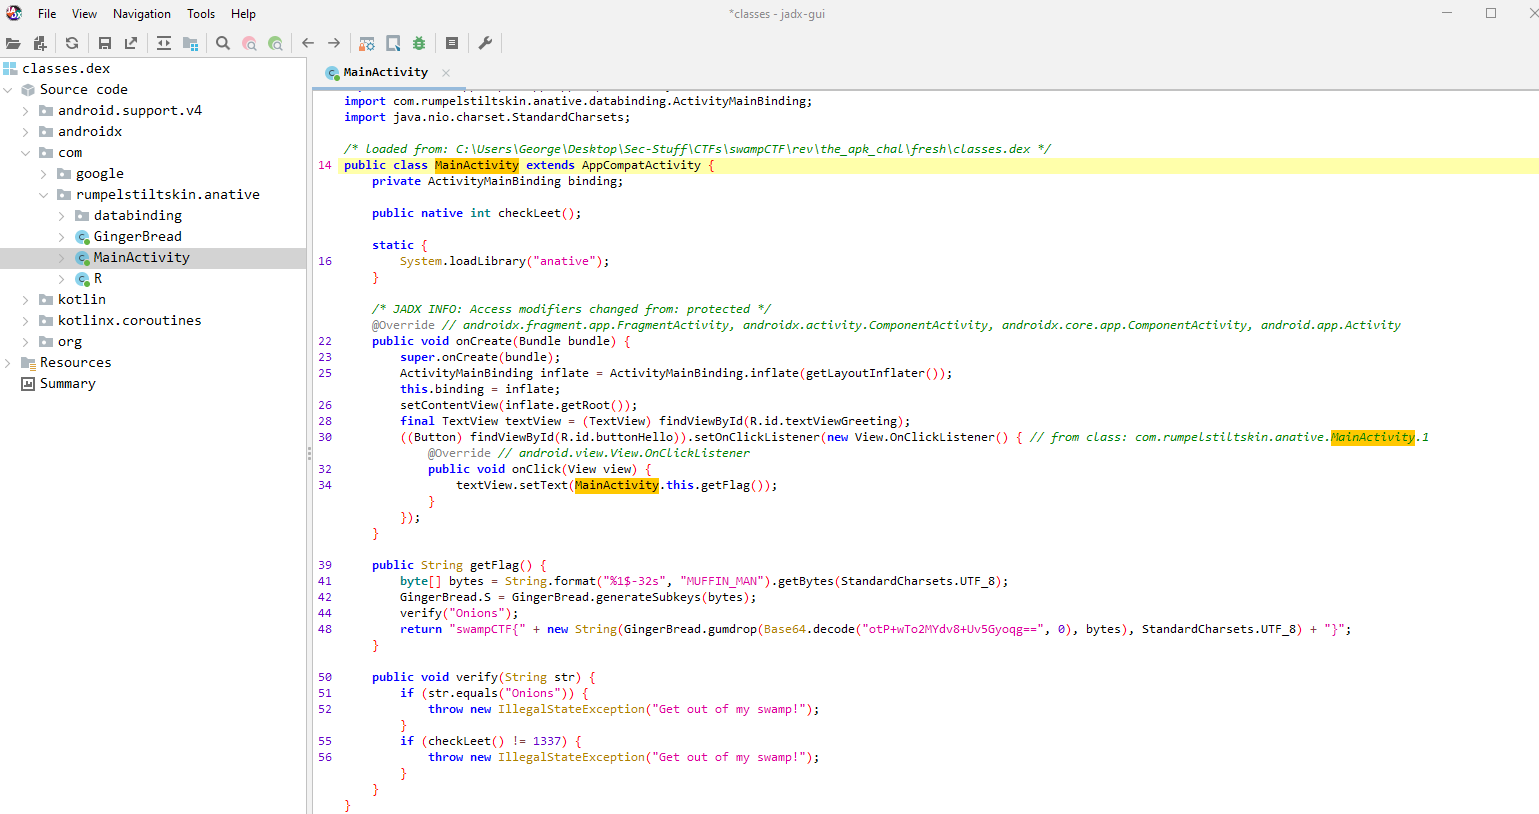 File View Navigation Tools Help
*classes - jadx-gui
classes.dex
Source code
android.support.v4
androidx
com
google
rumpelstiltskin.anative
databinding
GingerBread
MainActivity
R
kotlin
kotlinx.coroutines
org
Resources
Summary
MainActivity
import com.rumpelstiltskin.anative.databinding.ActivityMainBinding;
import java.nio.charset.StandardCharsets;
/* loaded from: C:\Users\George\Desktop\Sec-Stuff\CTFs\swampCTF\rev\the_apk_chal\fresh\classes.dex */
14 public class MainActivity extends AppCompatActivity {
private ActivityMainBinding binding;
public native int checkLeet();
static {
16 System.loadLibrary("anative");
}
/* JADX INFO: Access modifiers changed from: protected */
@Override // androidx.fragment.app.FragmentActivity, androidx.activity.ComponentActivity, androidx.core.app.ComponentActivity, android.app.Activity
22 public void onCreate(Bundle bundle) {
23 super.onCreate(bundle);
25 ActivityMainBinding inflate = ActivityMainBinding.inflate(getLayoutInflater());
this.binding = inflate;
26 setContentView(inflate.getRoot());
28 final TextView textView = (TextView) findViewById(R.id.textViewGreeting);
30 ((Button) findViewById(R.id.buttonHello)).setOnClickListener(new View.OnClickListener() { // from class: com.rumpelstiltskin.anative.MainActivity.1
@Override // android.view.View.OnClickListener
32 public void onClick(View view) {
34 textView.setText(MainActivity.this.getFlag());
}
});
}
39 public String getFlag() {
41 byte[] bytes = String.format("%1$-32s", "MUFFIN_MAN").getBytes(StandardCharsets.UTF_8);
42 GingerBread.S = GingerBread.generateSubkeys(bytes);
44 verify("Onions");
48 return "swampCTF{" + new String(GingerBread.gumdrop(Base64.decode("otP+wTo2MYdv8+Uv5Gyoqg==", 0), bytes), StandardCharsets.UTF_8) + "}";
}
50 public void verify(String str) {
51 if (str.equals("Onions")) {
52 throw new IllegalStateException("Get out of my swamp!");
}
55 if (checkLeet() != 1337) {
56 throw new IllegalStateException("Get out of my swamp!");
}
}
}